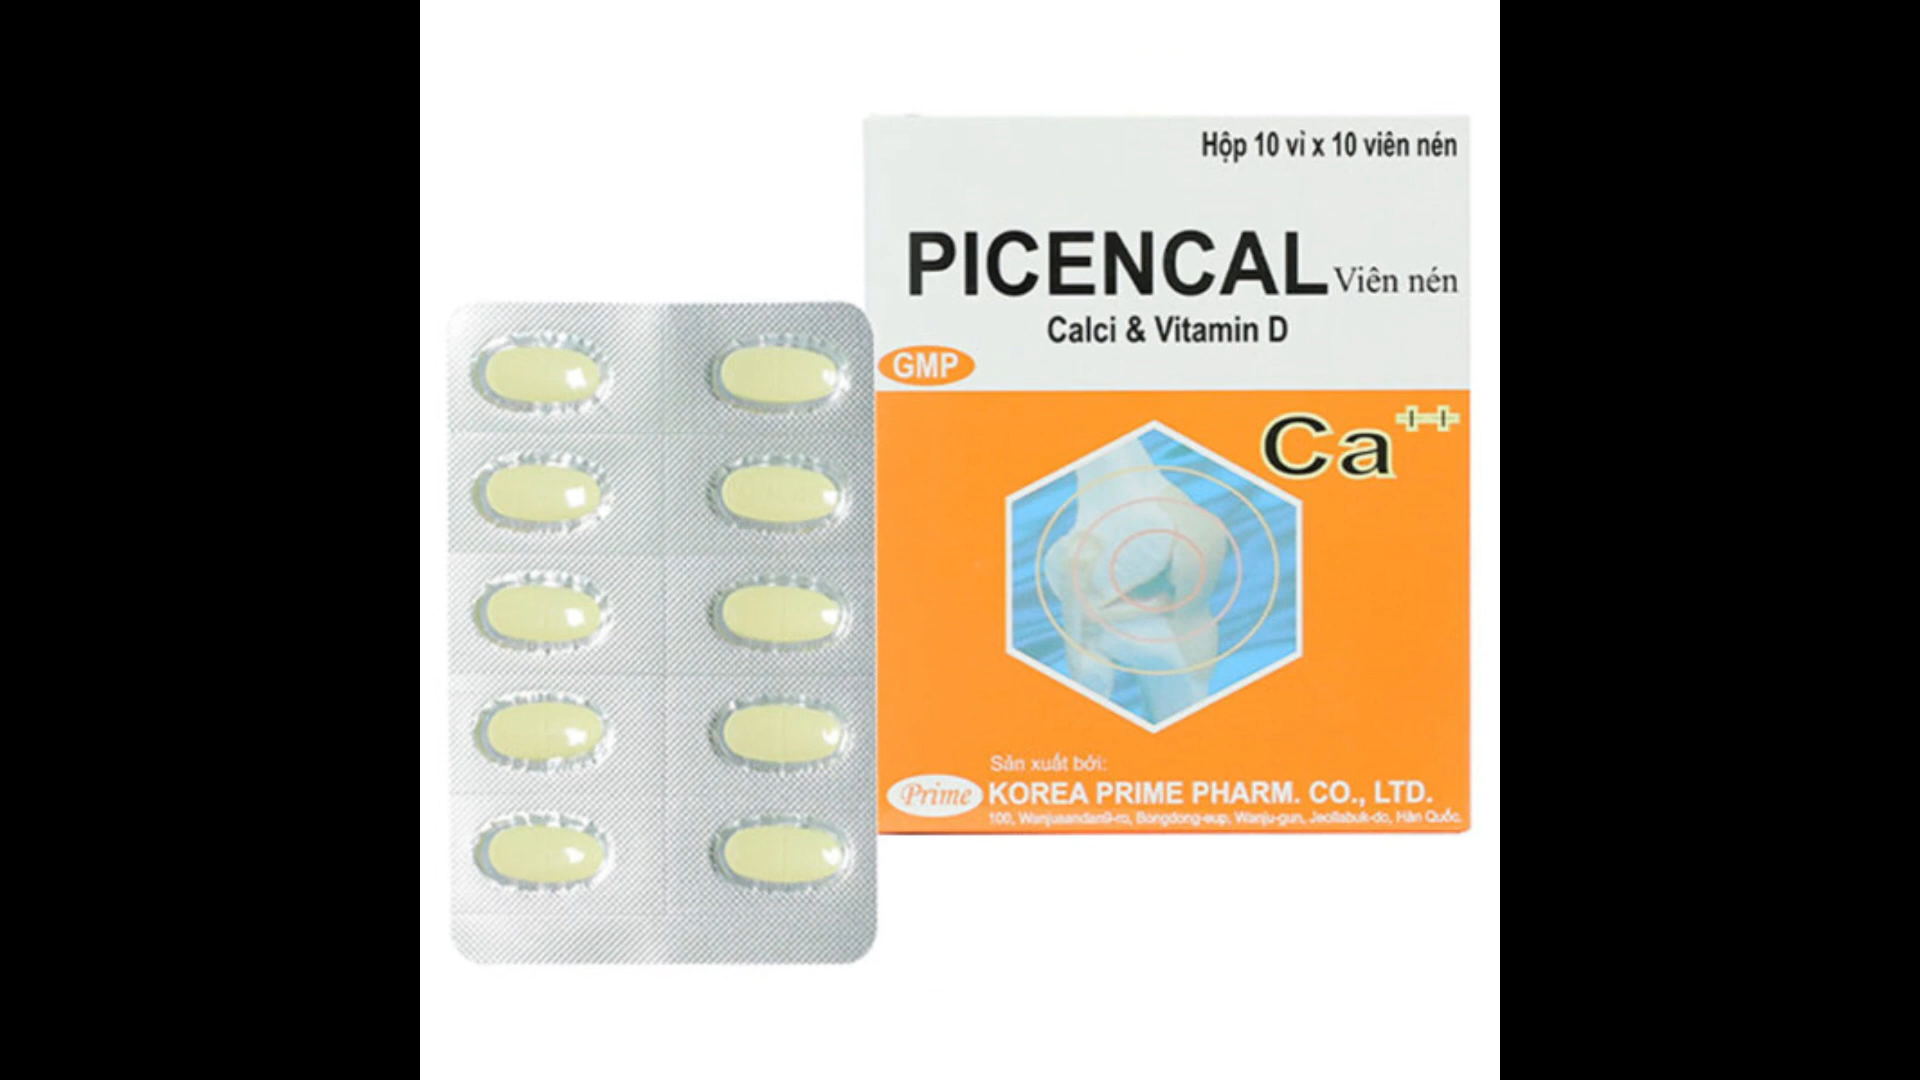 Hộp 10 vỉ x 10 viên nén
PICENCAL Viên nén
Calci & Vitamin D
GMP
Ca++
Sản xuất bởi:
Prime KOREA PRIME PHARM. CO., LTD.
100, Wanjusandan9-ro, Bongdong-eup, Wanju-gun, Jeollabuk-do, Hàn Quốc.